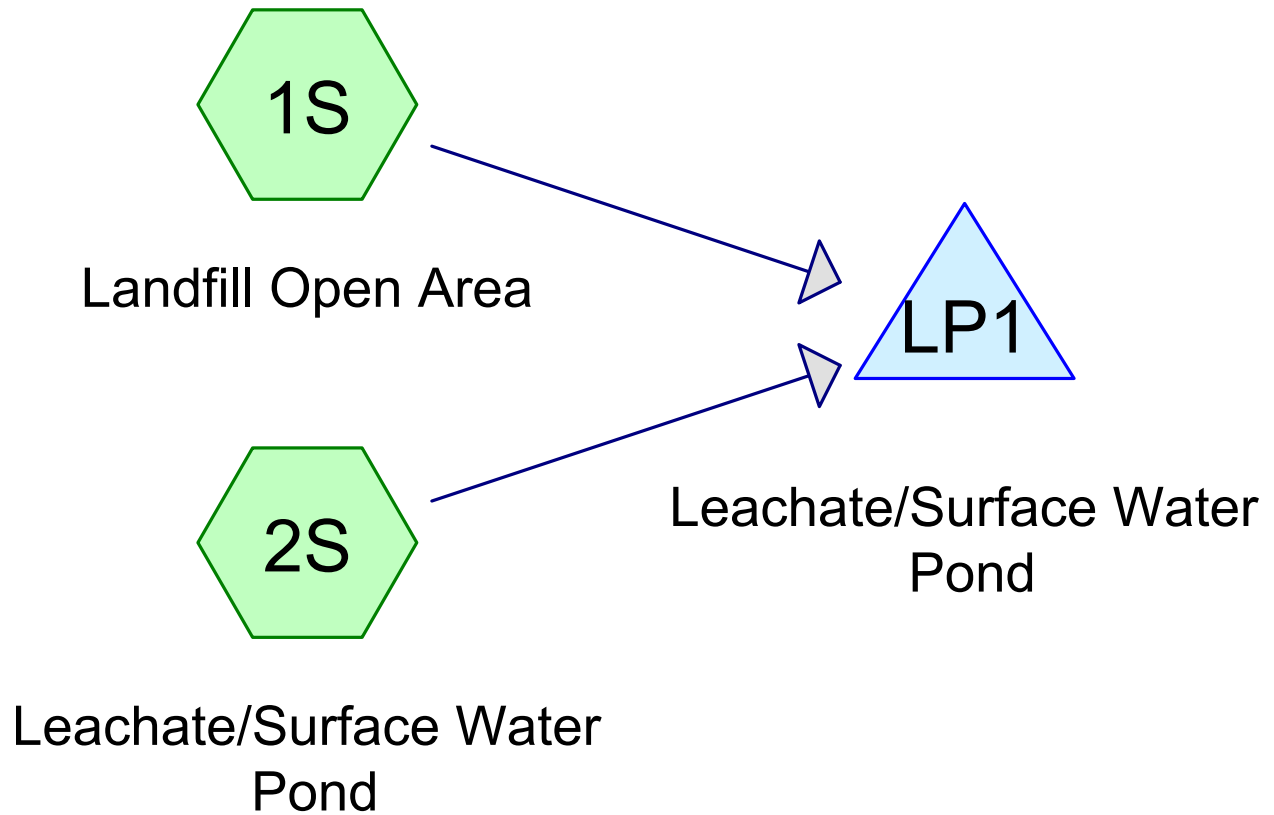 1S
Landfill Open Area
LP1
Leachate/Surface Water
Pond
2S
Leachate/Surface Water
Pond